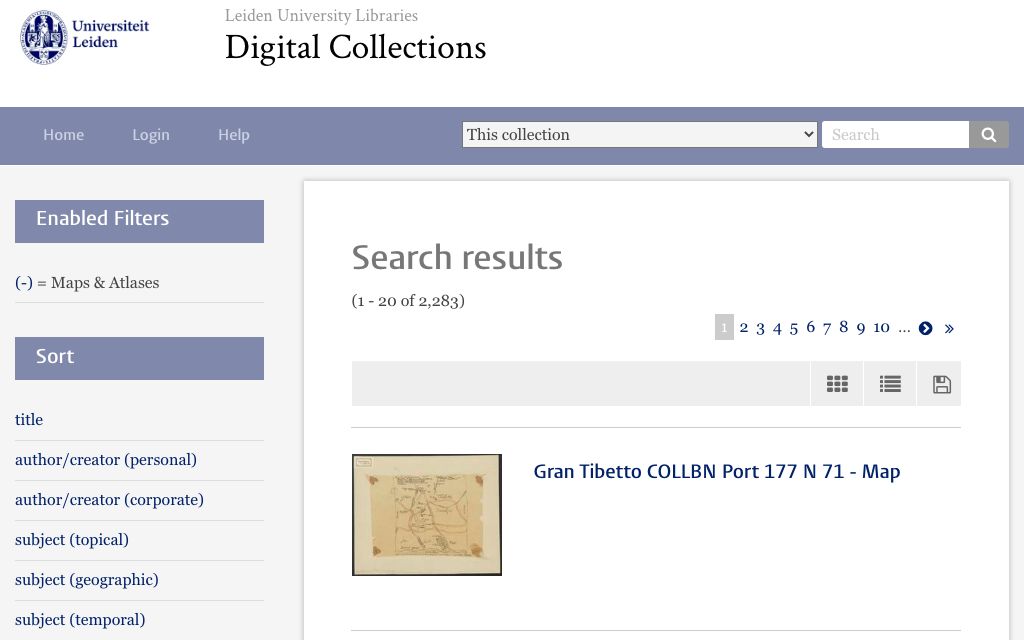 Universiteit
Leiden
Leiden University Libraries
Digital Collections
Home Login Help
This collection
Search
Enabled Filters
(-) = Maps & Atlases
Sort
title
author/creator (personal)
author/creator (corporate)
subject (topical)
subject (geographic)
subject (temporal)
Search results
(1 - 20 of 2,283)
1 2 3 4 5 6 7 8 9 10 ... »
Gran Tibetto COLLBN Port 177 N 71 - Map